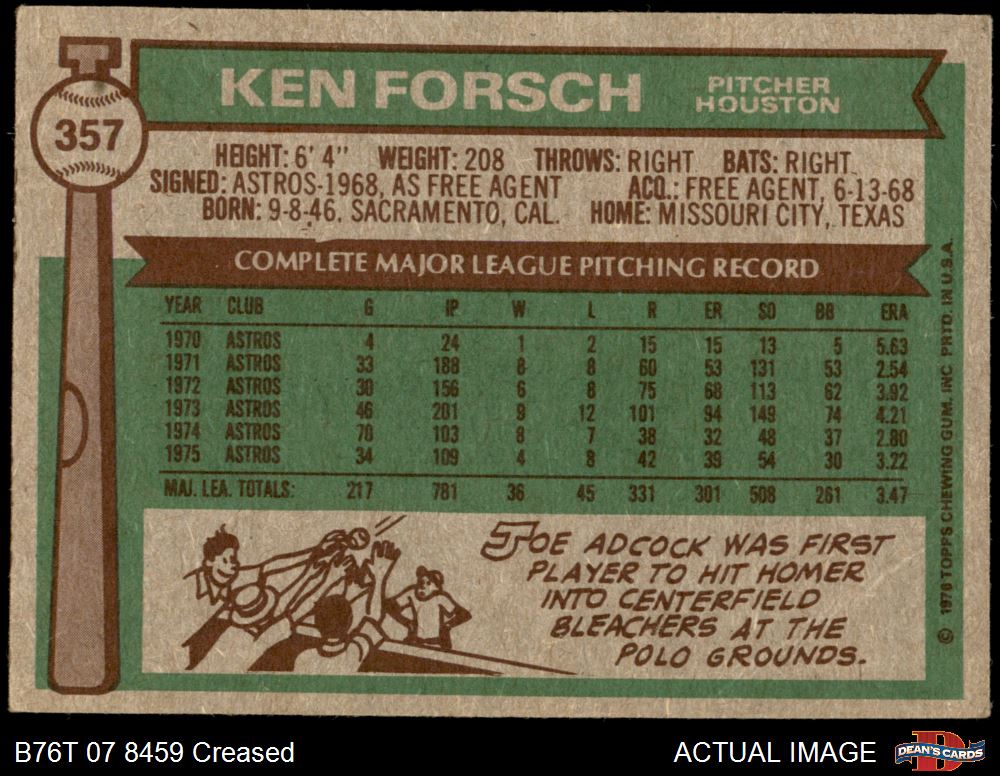 KEN FORSCH
PITCHER
HOUSTON
357
HEIGHT: 6' 4" WEIGHT: 208 THROWS: RIGHT BATS: RIGHT
SIGNED: ASTROS-1968, AS FREE AGENT ACQ.: FREE AGENT, 6-13-68
BORN: 9-8-46, SACRAMENTO, CAL. HOME: MISSOURI CITY, TEXAS
COMPLETE MAJOR LEAGUE PITCHING RECORD
YEAR CLUB G IP W L R ER SO BB ERA
1970 ASTROS 4 24 1 2 15 15 13 5 5.63
1971 ASTROS 33 188 8 8 60 53 131 53 2.54
1972 ASTROS 30 156 6 8 75 68 113 62 3.92
1973 ASTROS 46 201 9 12 101 94 149 74 4.21
1974 ASTROS 70 103 8 7 38 32 48 37 2.80
1975 ASTROS 34 109 4 8 42 39 54 30 3.22
MAJ. LEA. TOTALS: 217 781 36 45 331 301 508 261 3.47
JOE ADCOCK WAS FIRST
PLAYER TO HIT HOMER
INTO CENTERFIELD
BLEACHERS AT THE
POLO GROUNDS.
© 1976 TOPPS CHEWING GUM, INC PRTD. IN U.S.A.
B76T 07 8459 Creased
ACTUAL IMAGE
D
DEAN'S CARDS